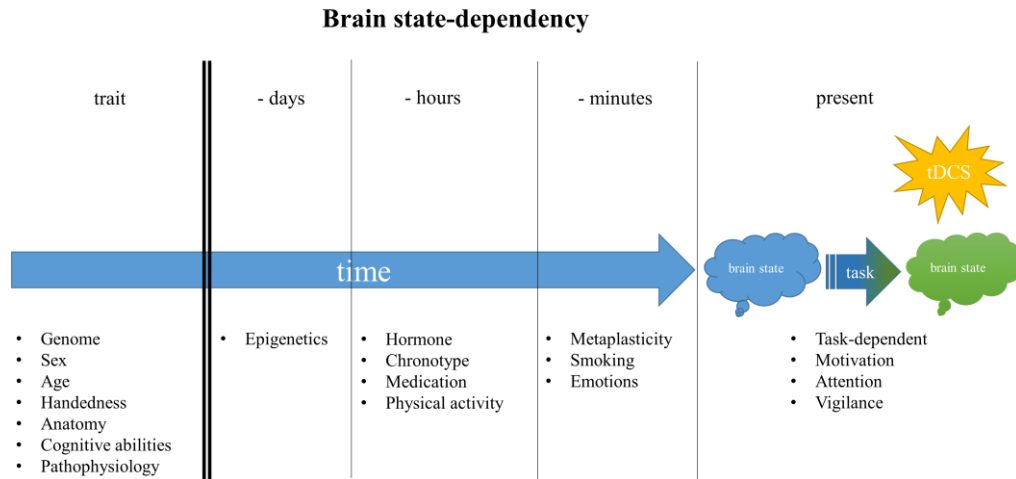 Brain state-dependency
trait
- days
- hours
- minutes
present
tDCS
time
brain state
task
brain state
• Genome
• Sex
• Age
• Handedness
• Anatomy
• Cognitive abilities
• Pathophysiology
• Epigenetics
• Hormone
• Chronotype
• Medication
• Physical activity
• Metaplasticity
• Smoking
• Emotions
• Task-dependent
• Motivation
• Attention
• Vigilance